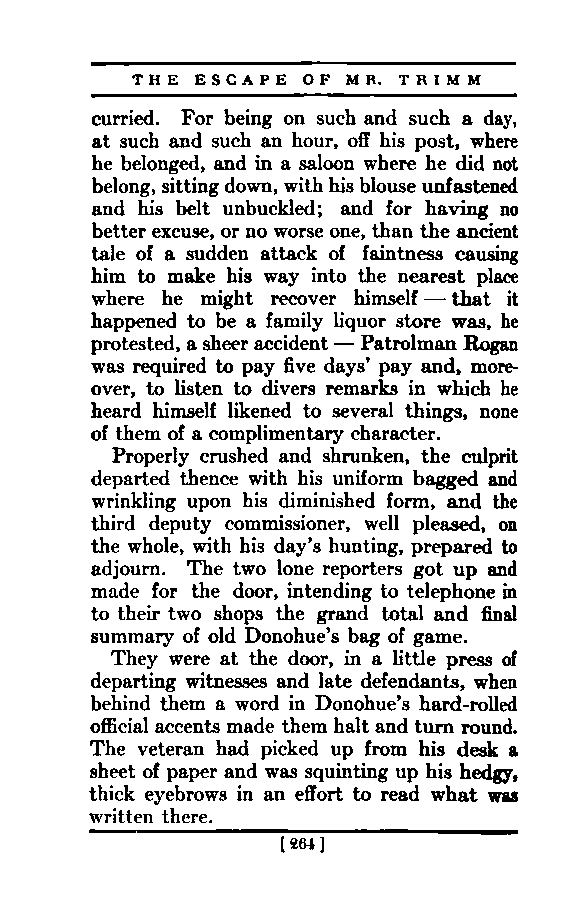 THE ESCAPE OF MR. TRIMM
curried. For being on such and such a day,
at such and such an hour, off his post, where
he belonged, and in a saloon where he did not
belong, sitting down, with his blouse unfastened
and his belt unbuckled; and for having no
better excuse, or no worse one, than the ancient
tale of a sudden attack of faintness causing
him to make his way into the nearest place
where he might recover himself — that it
happened to be a family liquor store was, he
protested, a sheer accident — Patrolman Rogan
was required to pay five days' pay and, more-
over, to listen to divers remarks in which he
heard himself likened to several things, none
of them of a complimentary character.
Properly crushed and shrunken, the culprit
departed thence with his uniform bagged and
wrinkling upon his diminished form, and the
third deputy commissioner, well pleased, on
the whole, with his day's hunting, prepared to
adjourn. The two lone reporters got up and
made for the door, intending to telephone in
to their two shops the grand total and final
summary of old Donohue's bag of game.
They were at the door, in a little press of
departing witnesses and late defendants, when
behind them a word in Donohue's hard-rolled
official accents made them halt and turn round.
The veteran had picked up from his desk a
sheet of paper and was squinting up his hedgy,
thick eyebrows in an effort to read what was
written there.
[264]